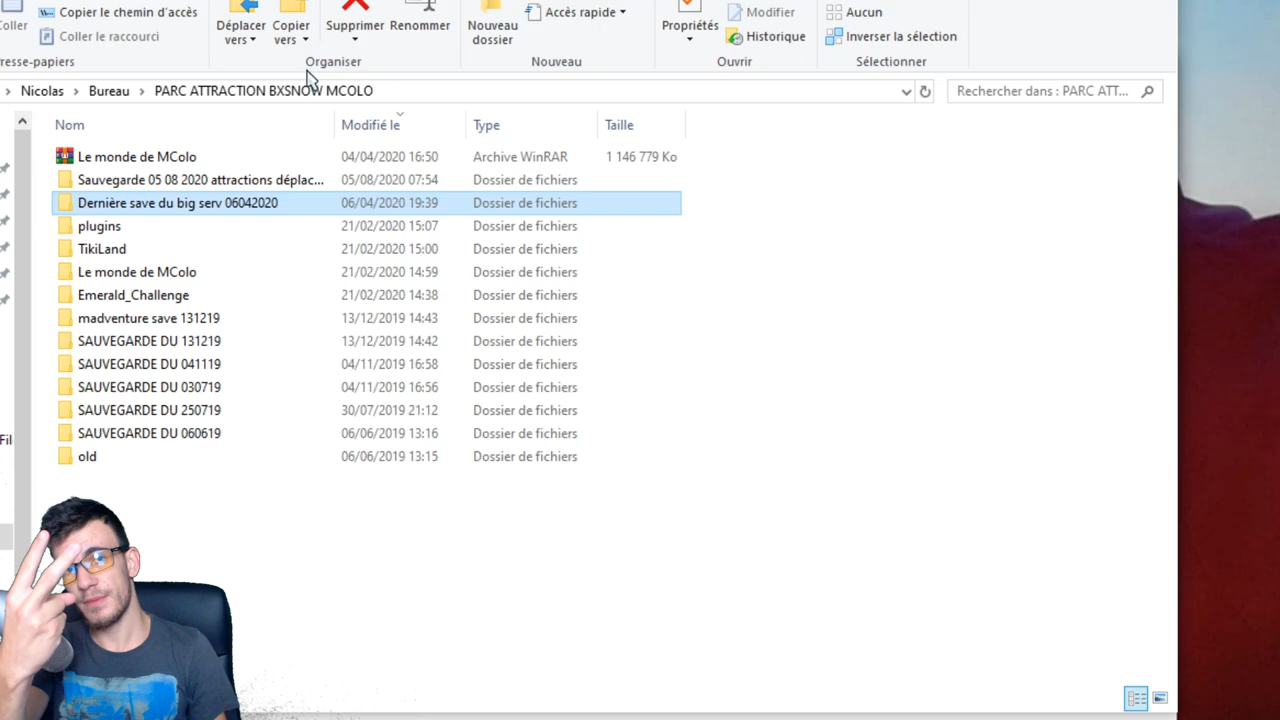 oller
Copier le chemin d'accès
Coller le raccourci
resse-papiers
Déplacer vers
Copier vers
Supprimer
Renommer
Organiser
Nouveau dossier
Accès rapide
Nouveau
Propriétés
Modifier
Historique
Ouvrir
Aucun
Inverser la sélection
Sélectionner
Nicolas > Bureau > PARC ATTRACTION BXSNOW MCOLO
Rechercher dans : PARC ATT...
Nom Modifié le Type Taille
Le monde de MColo 04/04/2020 16:50 Archive WinRAR 1 146 779 Ko
Sauvegarde 05 08 2020 attractions déplac... 05/08/2020 07:54 Dossier de fichiers
Dernière save du big serv 06042020 06/04/2020 19:39 Dossier de fichiers
plugins 21/02/2020 15:07 Dossier de fichiers
TikiLand 21/02/2020 15:00 Dossier de fichiers
Le monde de MColo 21/02/2020 14:59 Dossier de fichiers
Emerald_Challenge 21/02/2020 14:38 Dossier de fichiers
madventure save 131219 13/12/2019 14:43 Dossier de fichiers
SAUVEGARDE DU 131219 13/12/2019 14:42 Dossier de fichiers
SAUVEGARDE DU 041119 04/11/2019 16:58 Dossier de fichiers
SAUVEGARDE DU 030719 04/11/2019 16:56 Dossier de fichiers
SAUVEGARDE DU 250719 30/07/2019 21:12 Dossier de fichiers
SAUVEGARDE DU 060619 06/06/2019 13:16 Dossier de fichiers
Fil
old 06/06/2019 13:15 Dossier de fichiers